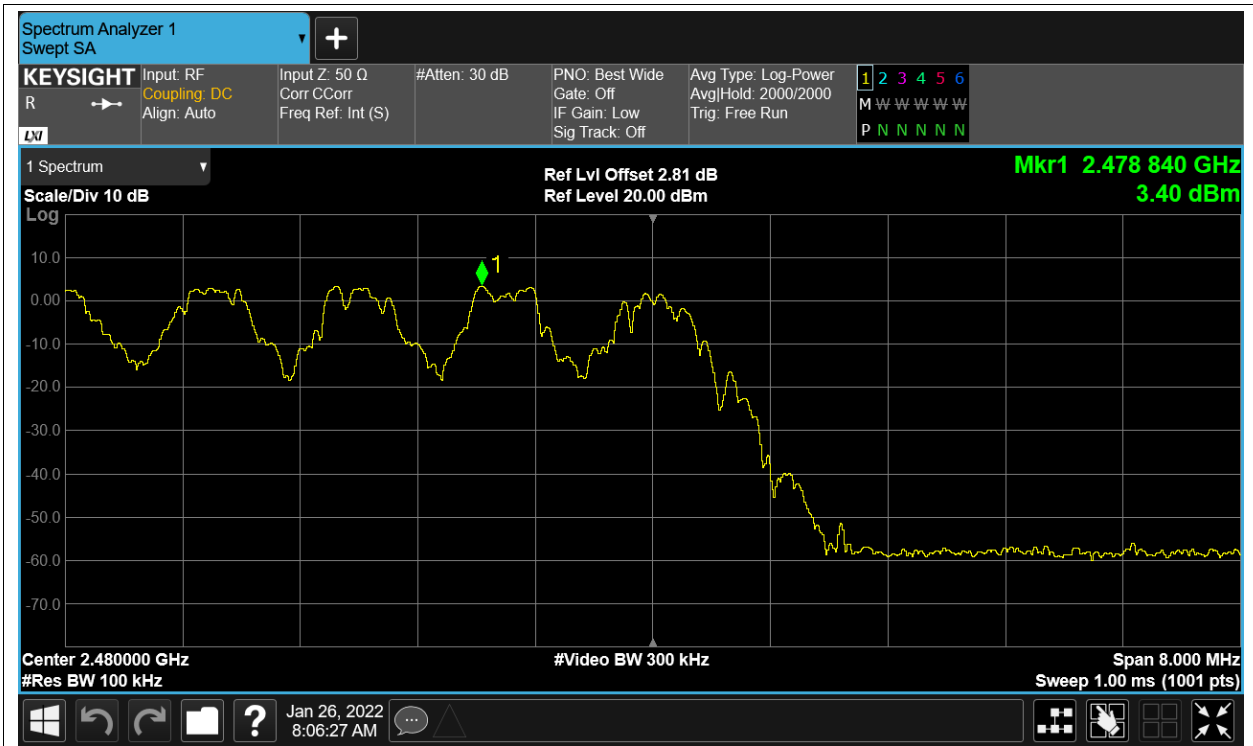 Spectrum Analyzer 1
Swept SA
KEYSIGHT
R
LXI
Input: RF
Coupling: DC
Align: Auto
Input Z: 50 Ω
Corr CCorr
Freq Ref: Int (S)
#Atten: 30 dB
PNO: Best Wide
Gate: Off
IF Gain: Low
Sig Track: Off
Avg Type: Log-Power
Avg|Hold: 2000/2000
Trig: Free Run
1 2 3 4 5 6
M W W W W W
P N N N N N
1 Spectrum
Scale/Div 10 dB
Log
Ref Lvl Offset 2.81 dB
Ref Level 20.00 dBm
Mkr1 2.478 840 GHz
3.40 dBm
1
10.0
0.00
-10.0
-20.0
-30.0
-40.0
-50.0
-60.0
-70.0
Center 2.480000 GHz
#Res BW 100 kHz
#Video BW 300 kHz
Span 8.000 MHz
Sweep 1.00 ms (1001 pts)
?
Jan 26, 2022
8:06:27 AM